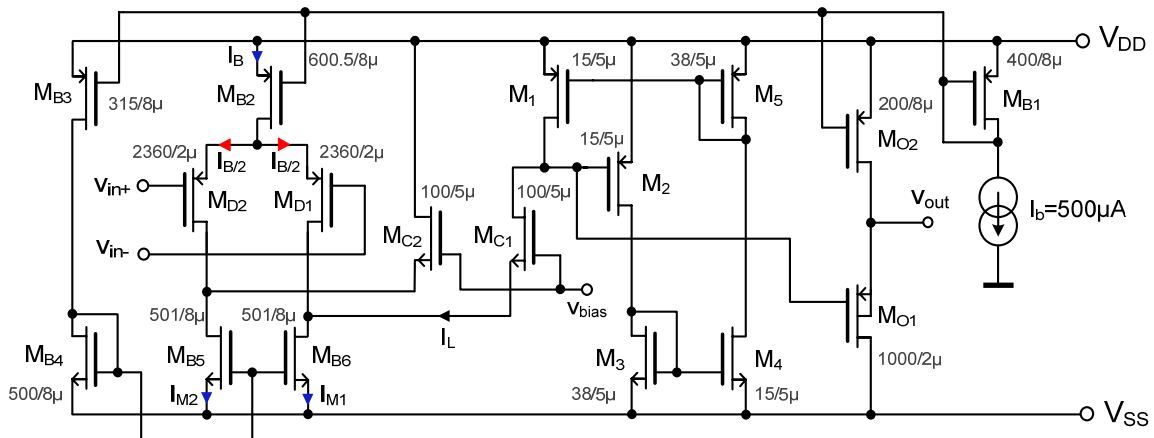 V_DD
I_B
600.5/8µ
15/5µ
38/5µ
400/8µ
M_B3
315/8µ
M_B2
M_1
M_5
M_B1
200/8µ
M_O2
2360/2µ
I_B/2
I_B/2
2360/2µ
15/5µ
v_in+
M_D2
M_D1
100/5µ
100/5µ
M_2
v_out
I_b=500µA
v_in-
M_C2
M_C1
v_bias
M_O1
501/8µ
501/8µ
I_L
M_B4
M_B5
M_B6
M_3
M_4
1000/2µ
500/8µ
I_M2
I_M1
38/5µ
15/5µ
V_SS